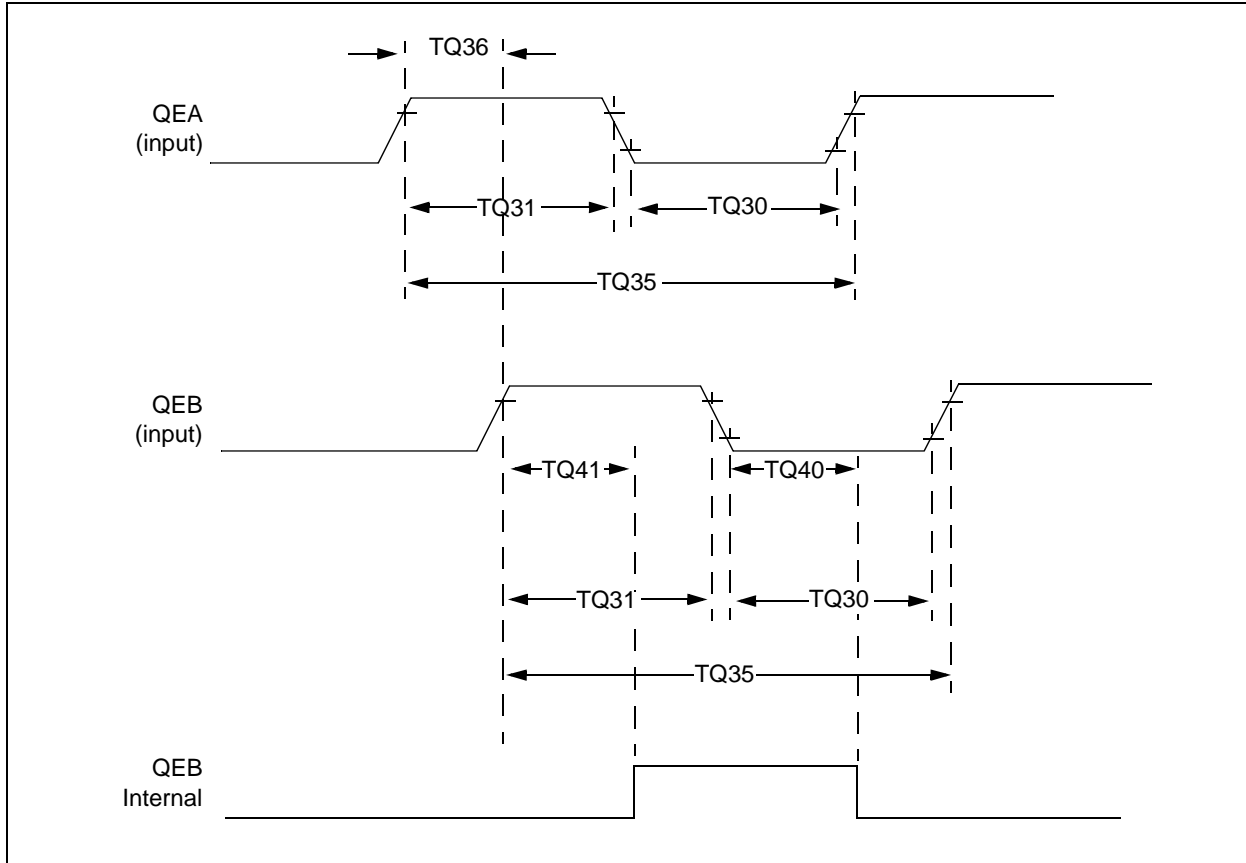 TQ36
QEA
(input)
TQ31
TQ30
TQ35
QEB
(input)
TQ41
TQ40
TQ31
TQ30
TQ35
QEB
Internal